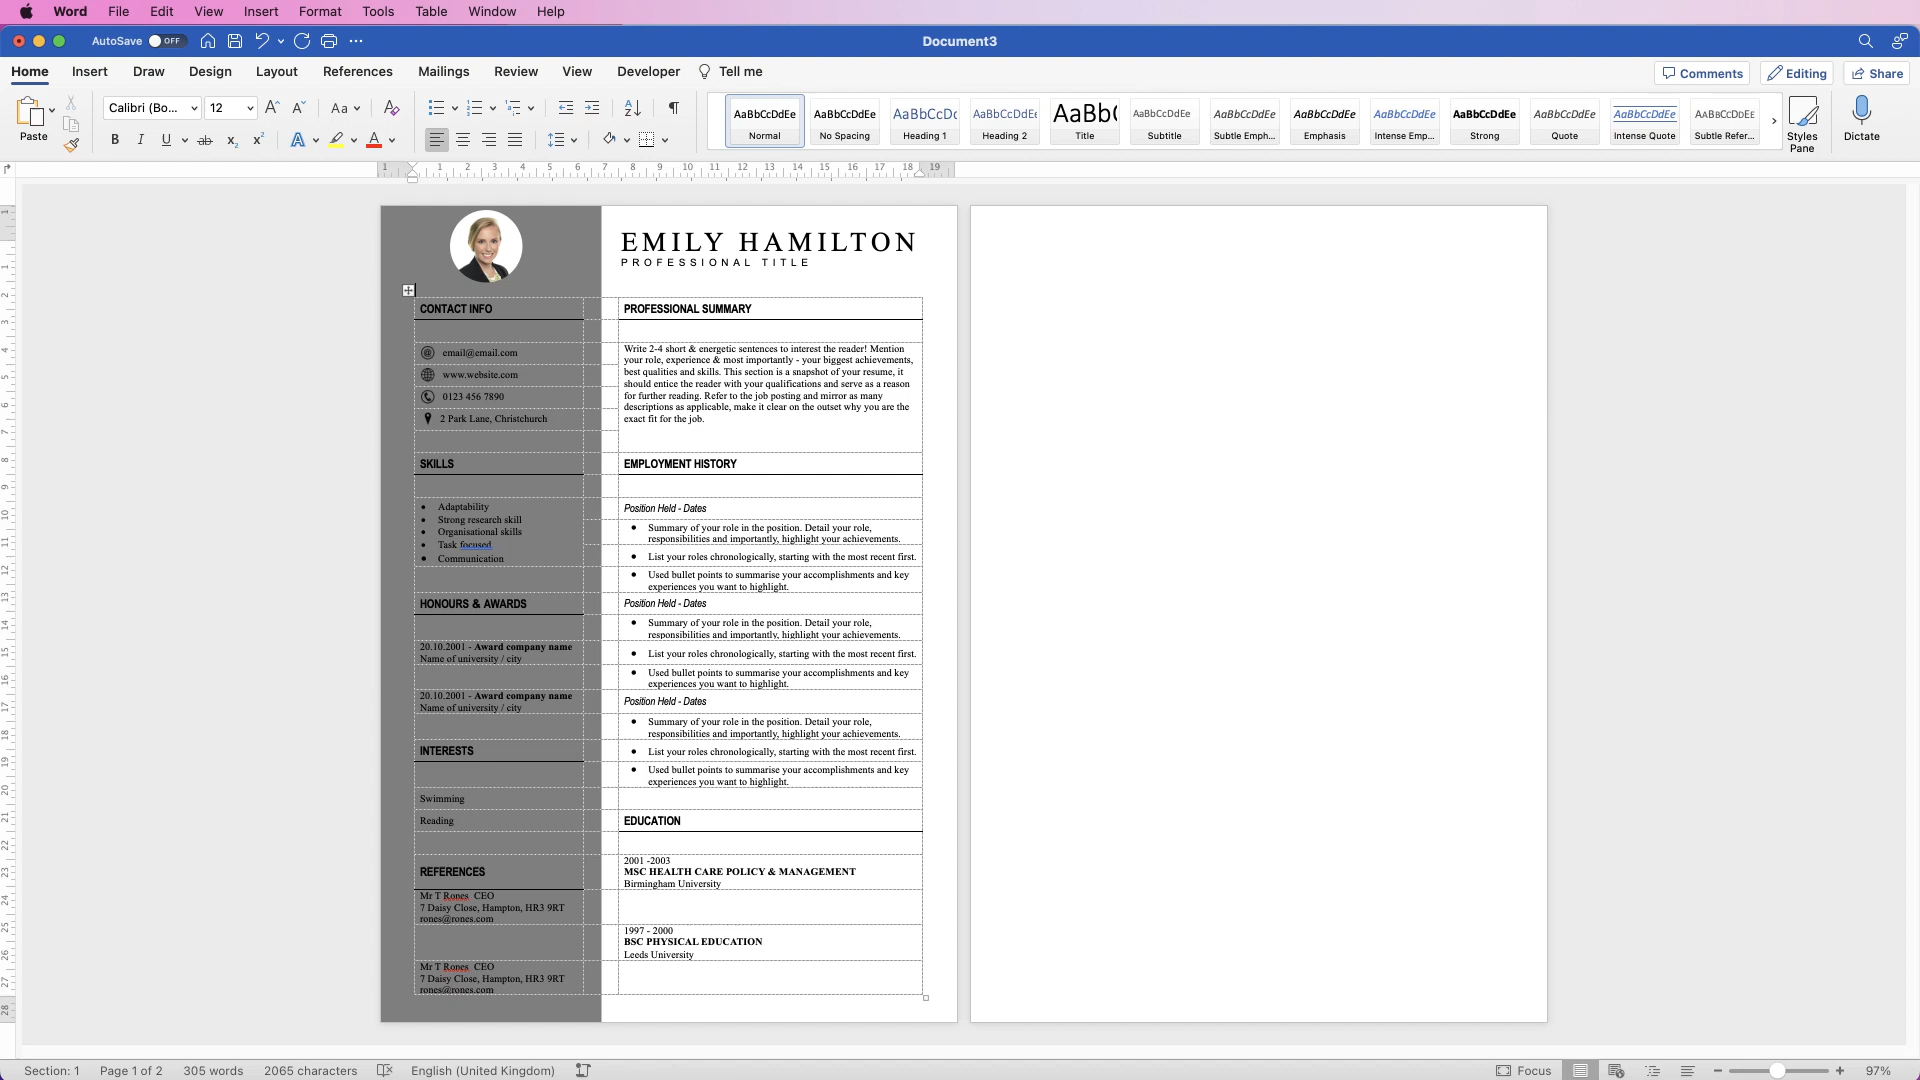 Word File Edit View Insert Format Tools Table Window Help
AutoSave OFF
Document3
Home Insert Draw Design Layout References Mailings Review View Developer Tell me
Comments Editing Share
Paste
Calibri (Bo... 12
AaBbCcDdEe Normal
AaBbCcDdEe No Spacing
AaBbCcDc Heading 1
AaBbCcDdEe Heading 2
AaBb( Title
AaBbCcDdEe Subtitle
AaBbCcDdEe Subtle Emph...
AaBbCcDdEe Emphasis
AaBbCcDdEe Intense Emp...
AaBbCcDdEe Strong
AaBbCcDdEe Quote
AaBbCcDdEe Intense Quote
AABBCCDDEE Subtle Refer...
Styles
Pane
Dictate
1 1 2 3 4 5 6 7 8 9 10 11 12 13 14 15 16 17 18 19
EMILY HAMILTON
PROFESSIONAL TITLE
CONTACT INFO
email@email.com
www.website.com
0123 456 7890
2 Park Lane, Christchurch
SKILLS
• Adaptability
• Strong research skill
• Organisational skills
• Task focused
• Communication
HONOURS & AWARDS
20.10.2001 - Award company name
Name of university / city
20.10.2001 - Award company name
Name of university / city
INTERESTS
Swimming
Reading
REFERENCES
Mr T Rones CEO
7 Daisy Close, Hampton, HR3 9RT
rones@rones.com
Mr T Rones CEO
7 Daisy Close, Hampton, HR3 9RT
rones@rones.com
PROFESSIONAL SUMMARY
Write 2-4 short & energetic sentences to interest the reader! Mention
your role, experience & most importantly - your biggest achievements,
best qualities and skills. This section is a snapshot of your resume, it
should entice the reader with your qualifications and serve as a reason
for further reading. Refer to the job posting and mirror as many
descriptions as applicable, make it clear on the outset why you are the
exact fit for the job.
EMPLOYMENT HISTORY
Position Held - Dates
• Summary of your role in the position. Detail your role,
responsibilities and importantly, highlight your achievements.
• List your roles chronologically, starting with the most recent first.
• Used bullet points to summarise your accomplishments and key
experiences you want to highlight.
Position Held - Dates
• Summary of your role in the position. Detail your role,
responsibilities and importantly, highlight your achievements.
• List your roles chronologically, starting with the most recent first.
• Used bullet points to summarise your accomplishments and key
experiences you want to highlight.
Position Held - Dates
• Summary of your role in the position. Detail your role,
responsibilities and importantly, highlight your achievements.
• List your roles chronologically, starting with the most recent first.
• Used bullet points to summarise your accomplishments and key
experiences you want to highlight.
EDUCATION
2001 -2003
MSC HEALTH CARE POLICY & MANAGEMENT
Birmingham University
1997 - 2000
BSC PHYSICAL EDUCATION
Leeds University
Section: 1 Page 1 of 2 305 words 2065 characters English (United Kingdom) Focus 97%